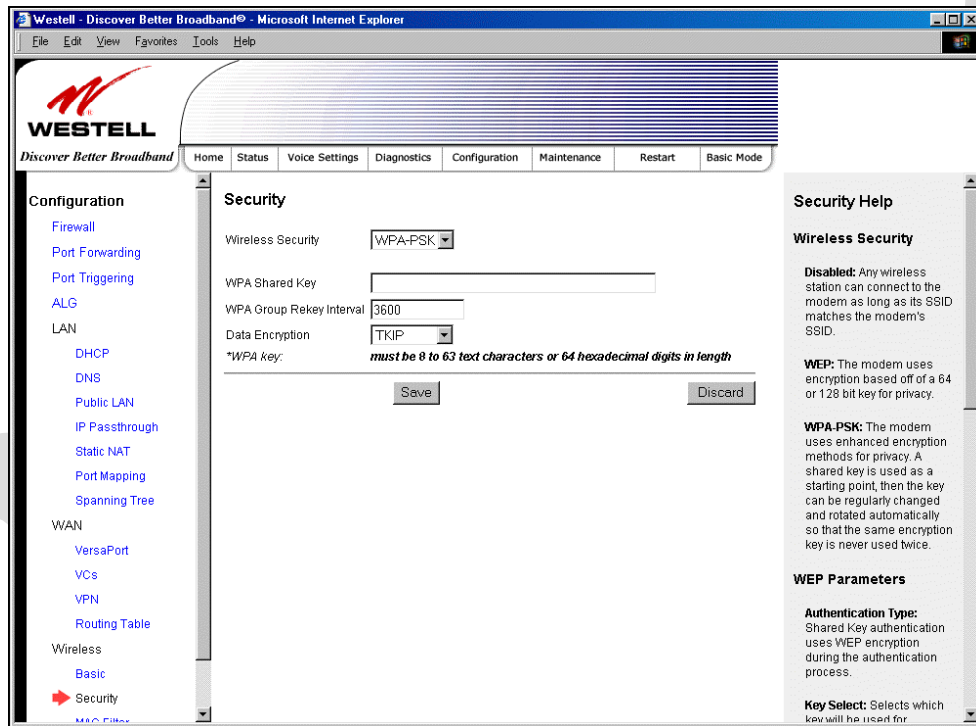 Westell - Discover Better Broadband® - Microsoft Internet Explorer
File Edit View Favorites Tools Help
WESTELL
Discover Better Broadband
Home Status Voice Settings Diagnostics Configuration Maintenance Restart Basic Mode
Configuration
Firewall
Port Forwarding
Port Triggering
ALG
LAN
DHCP
DNS
Public LAN
IP Passthrough
Static NAT
Port Mapping
Spanning Tree
WAN
VersaPort
VCs
VPN
Routing Table
Wireless
Basic
Security
MAC Filter
Security
Wireless Security WPA-PSK
WPA Shared Key
WPA Group Rekey Interval 3600
Data Encryption TKIP
*WPA key: must be 8 to 63 text characters or 64 hexadecimal digits in length
Save Discard
Security Help
Wireless Security
Disabled: Any wireless
station can connect to the
modem as long as its SSID
matches the modem's
SSID.
WEP: The modem uses
encryption based off of a 64
or 128 bit key for privacy.
WPA-PSK: The modem
uses enhanced encryption
methods for privacy. A
shared key is used as a
starting point, then the key
can be regularly changed
and rotated automatically
so that the same encryption
key is never used twice.
WEP Parameters
Authentication Type:
Shared Key authentication
uses WEP encryption
during the authentication
process.
Key Select: Selects which
key will be used for